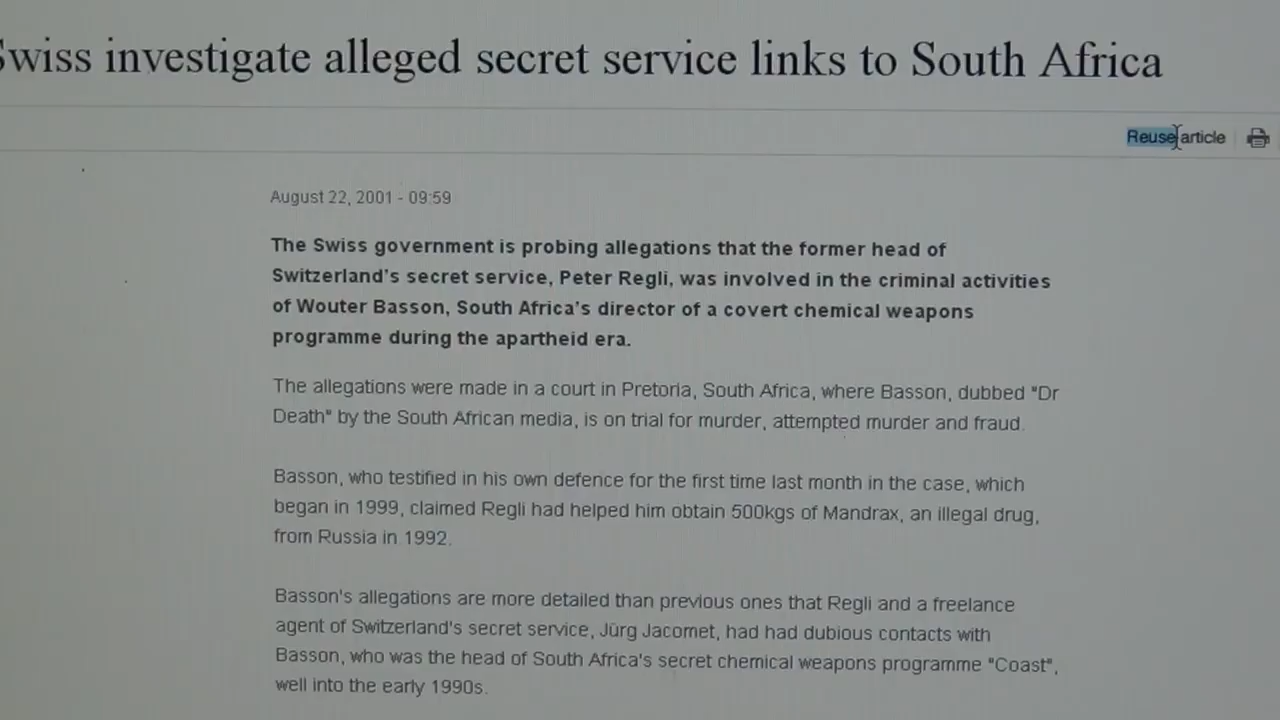 Swiss investigate alleged secret service links to South Africa
Reuse article
August 22, 2001 - 09:59
The Swiss government is probing allegations that the former head of
Switzerland's secret service, Peter Regli, was involved in the criminal activities
of Wouter Basson, South Africa's director of a covert chemical weapons
programme during the apartheid era.
The allegations were made in a court in Pretoria, South Africa, where Basson, dubbed "Dr
Death" by the South African media, is on trial for murder, attempted murder and fraud.
Basson, who testified in his own defence for the first time last month in the case, which
began in 1999, claimed Regli had helped him obtain 500kgs of Mandrax, an illegal drug,
from Russia in 1992.
Basson's allegations are more detailed than previous ones that Regli and a freelance
agent of Switzerland's secret service, Jürg Jacomet, had had dubious contacts with
Basson, who was the head of South Africa's secret chemical weapons programme "Coast",
well into the early 1990s.